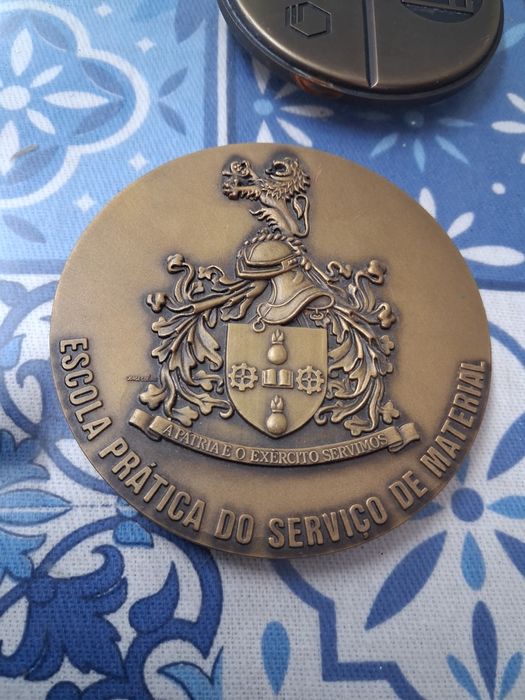 A PÁTRIA E O EXÉRCITO SERVIMOS
ESCOLA PRÁTICA DO SERVIÇO DE MATERIAL